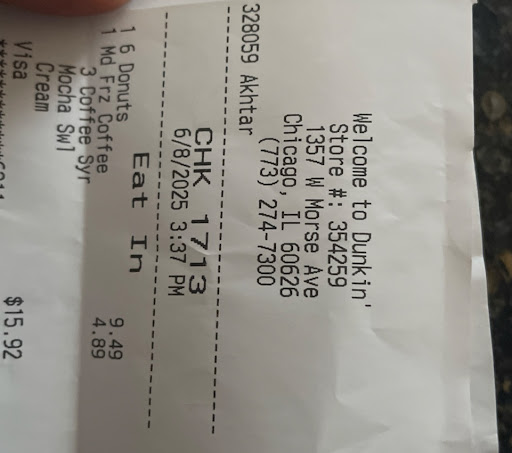 Welcome to Dunkin'
Store #: 354259
1357 W Morse Ave
Chicago, IL 60626
(773) 274-7300
328059 Akhtar
CHK 1713
6/8/2025 3:37 PM
Eat In
1 6 Donuts 9.49
1 Md Frz Coffee 4.89
3 Coffee Syr
Mocha Swl
Cream
Visa $15.92